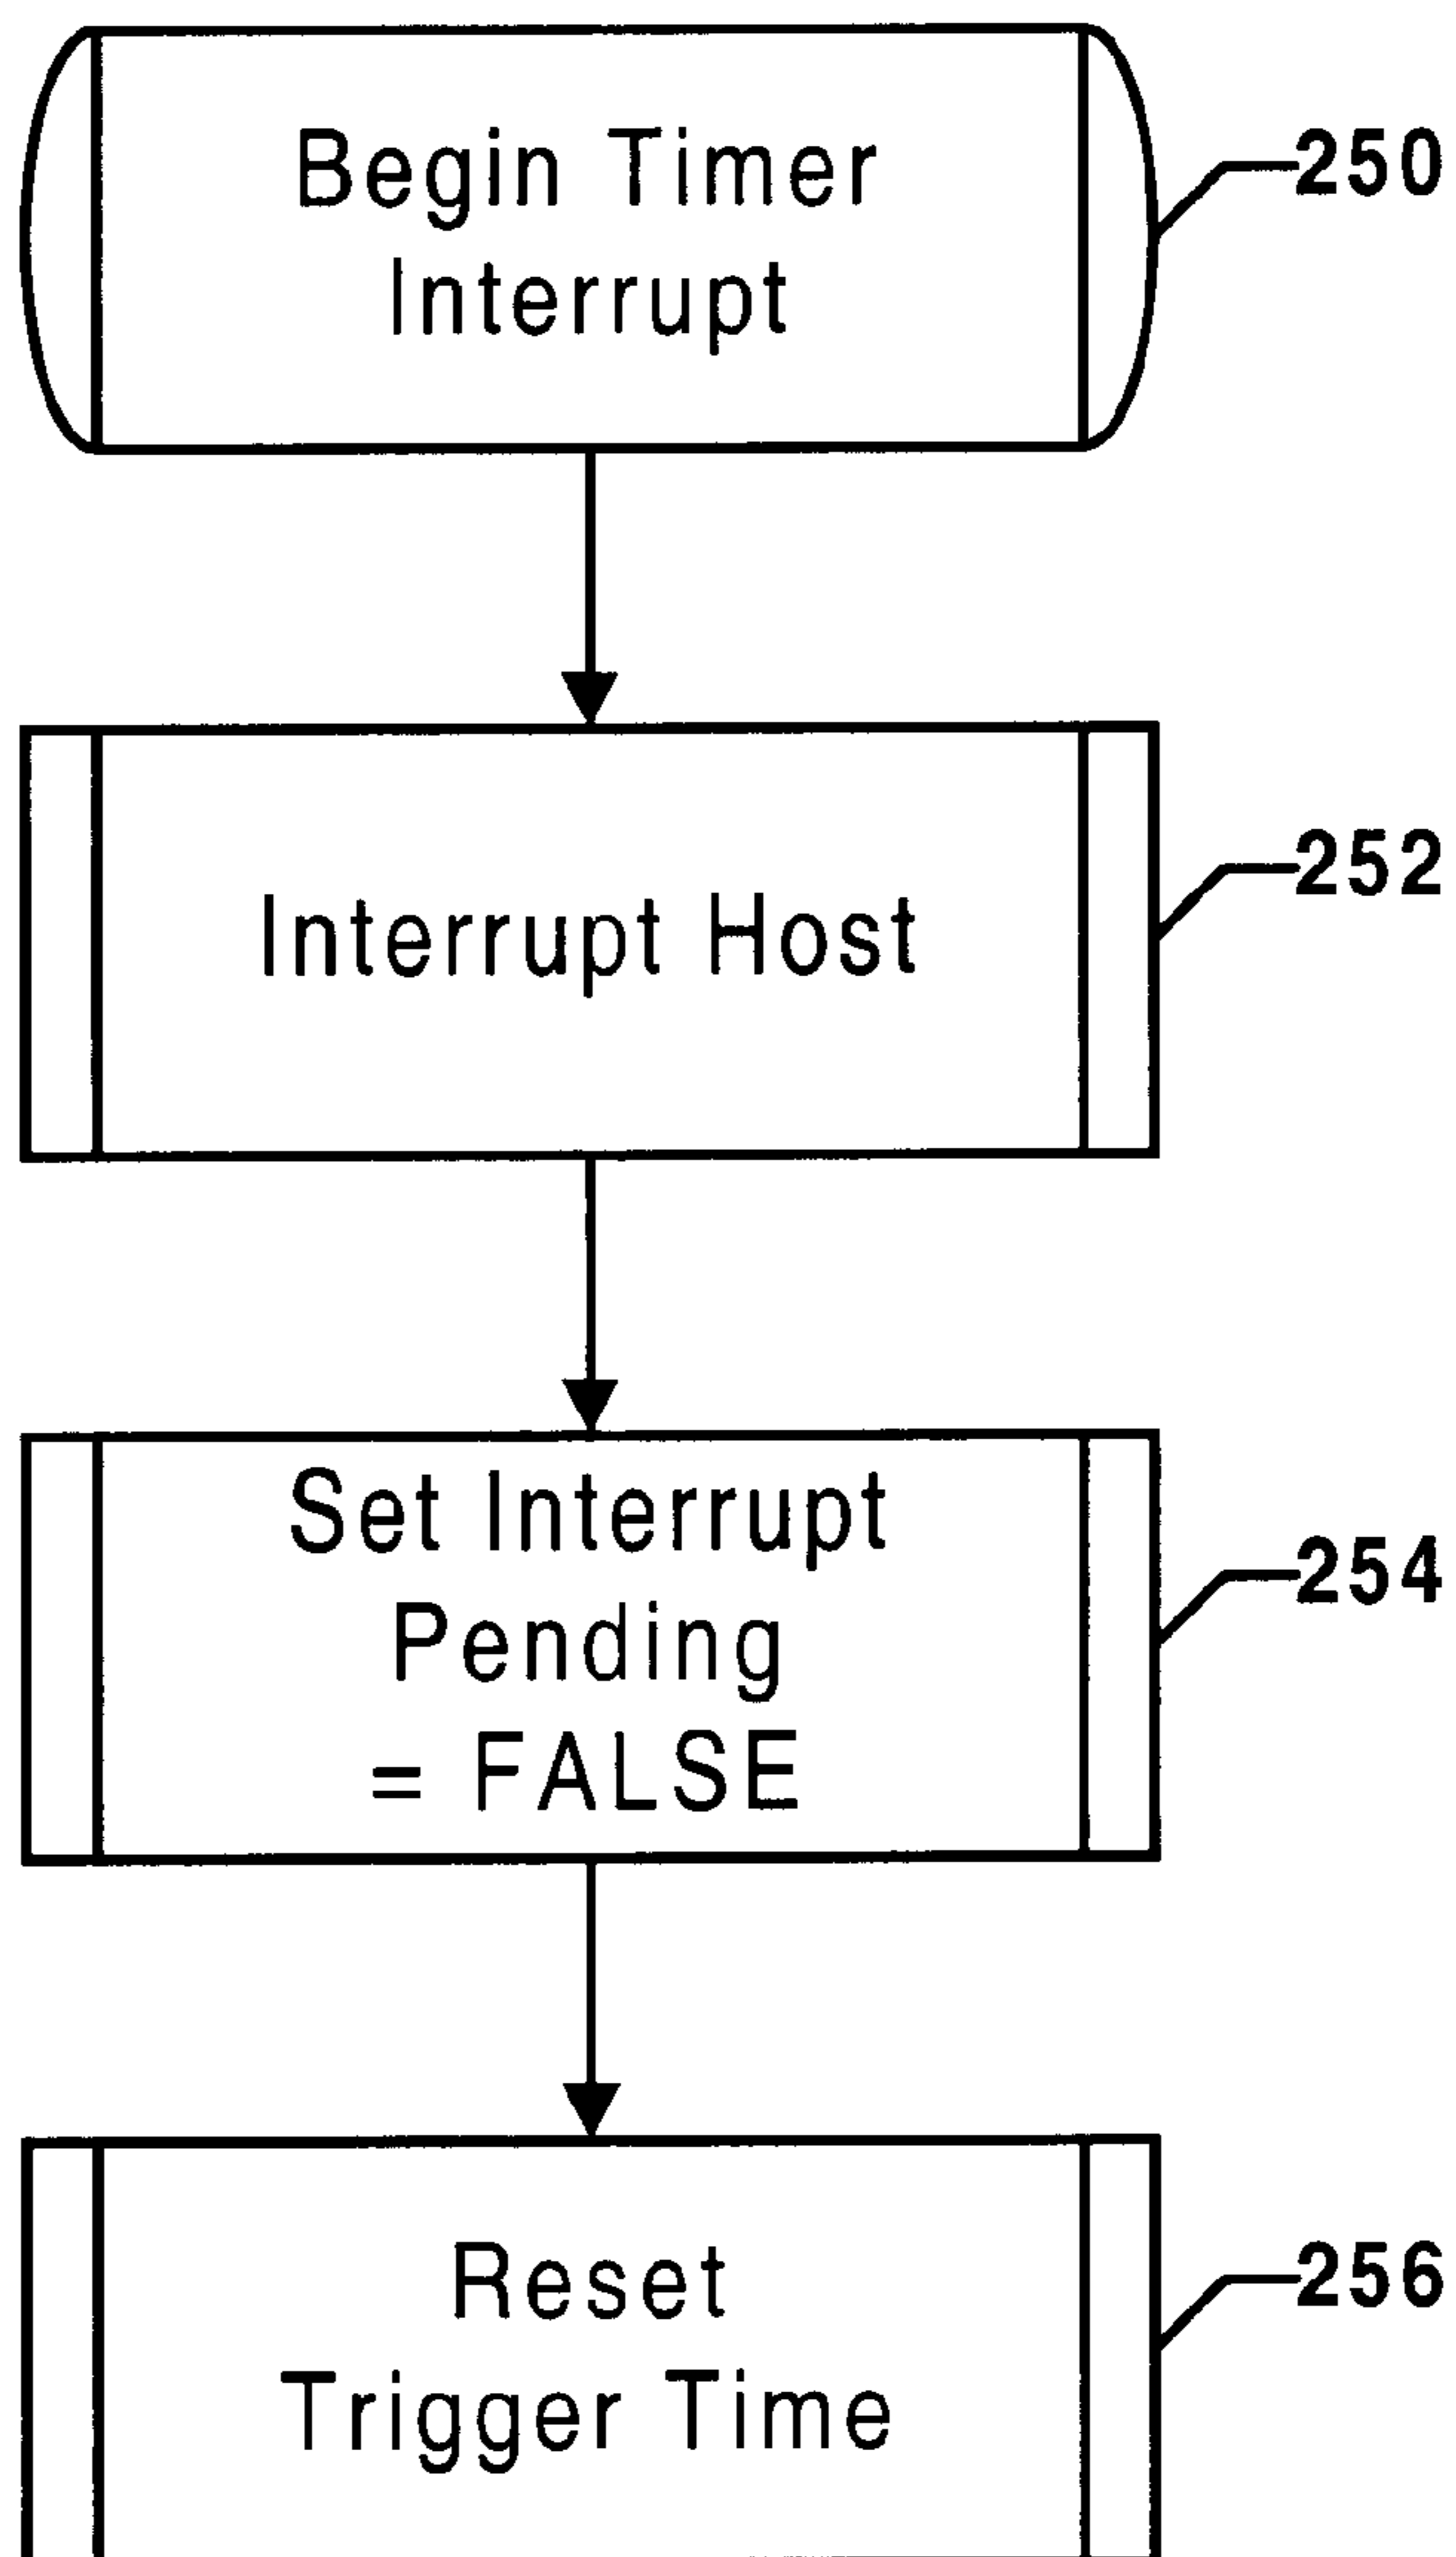 Begin Timer
Interrupt
250
Interrupt Host
252
Set Interrupt
Pending
= FALSE
254
Reset
Trigger Time
256